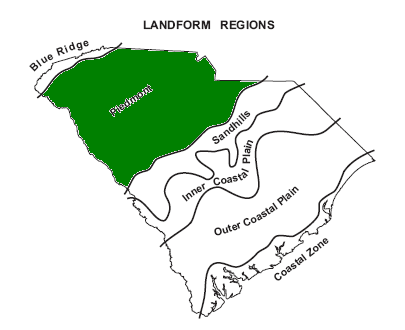 LANDFORM REGIONS
Blue Ridge
Piedmont
Sandhills
Inner Coastal Plain
Outer Coastal Plain
Coastal Zone